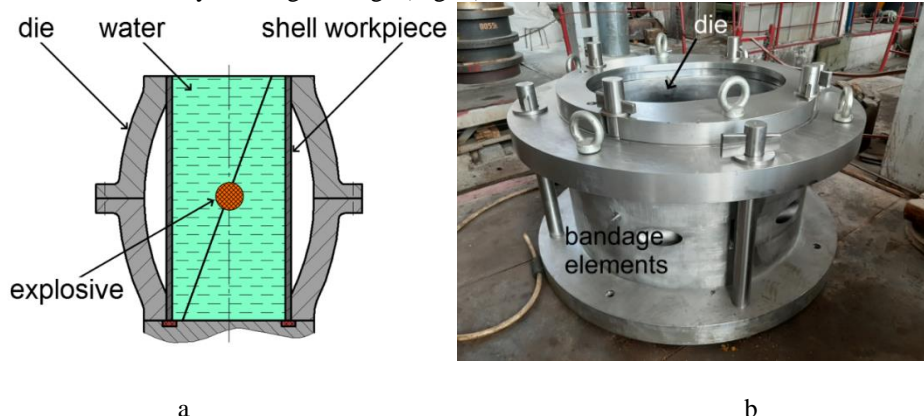 die
water
shell workpiece
explosive
a
die
bandage
elements
b